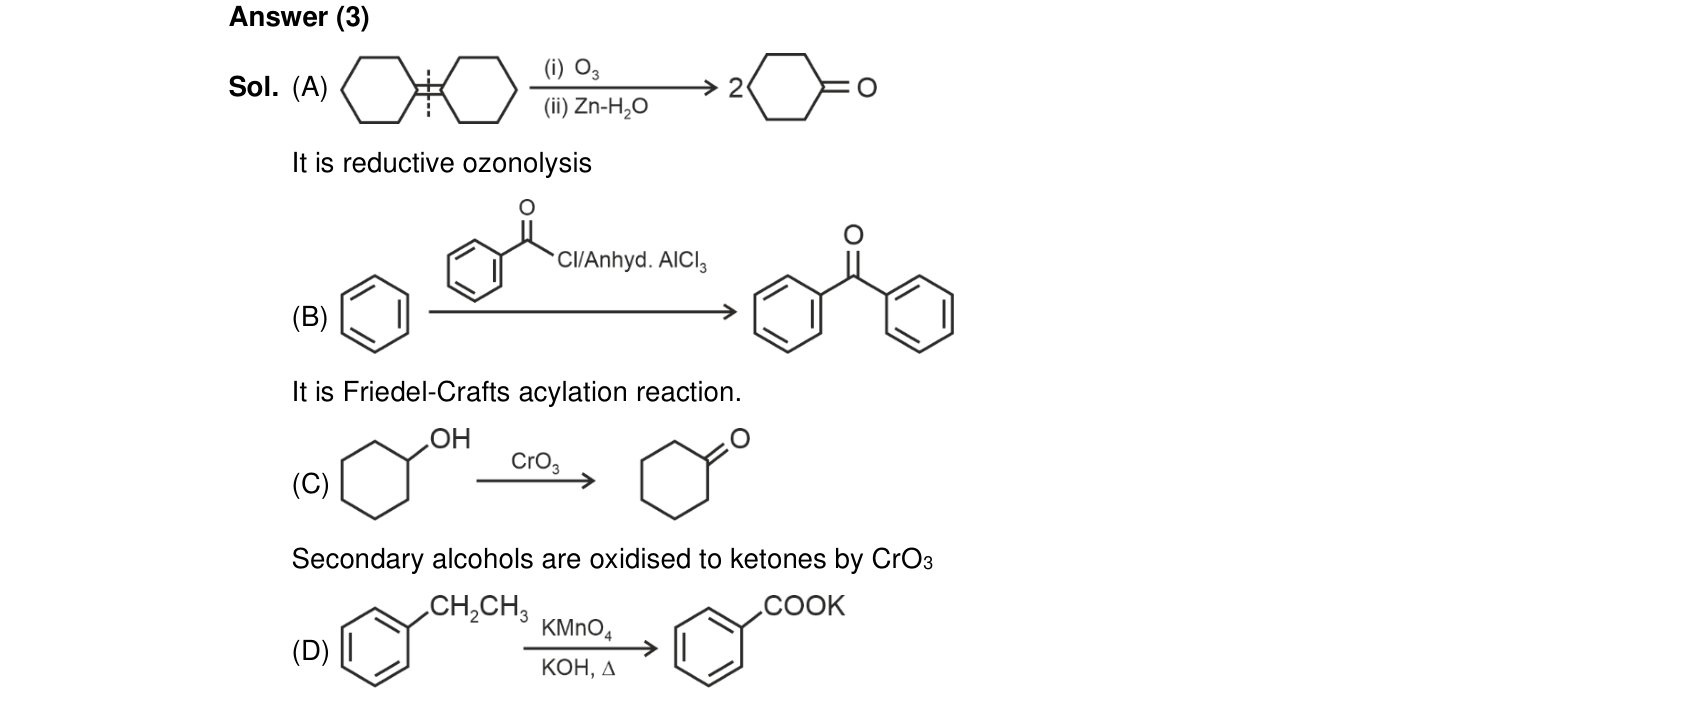 Answer (3)
Sol. (A) (i) O₃ (ii) Zn-H₂O 2 O
It is reductive ozonolysis
O
Cl/Anhyd. AlCl₃
O
(B)
It is Friedel-Crafts acylation reaction.
(C) OH CrO₃ O
Secondary alcohols are oxidised to ketones by CrO₃
(D) CH₂CH₃ KMnO₄ KOH, Δ COOK